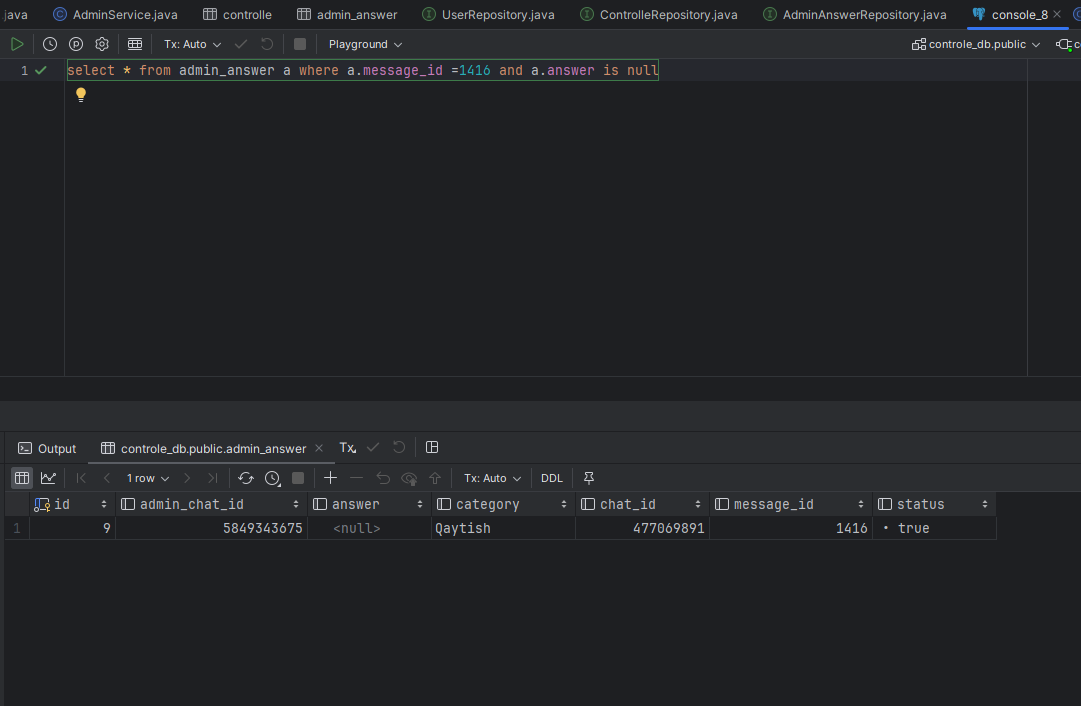 java AdminService.java controlle admin_answer UserRepository.java ControlleRepository.java AdminAnswerRepository.java console_8
Tx: Auto Playground controle_db.public c
1 select * from admin_answer a where a.message_id =1416 and a.answer is null
Output controle_db.public.admin_answer Tx
1 row Tx: Auto DDL
id admin_chat_id answer category chat_id message_id status
1 9 5849343675 <null> Qaytish 477069891 1416 • true